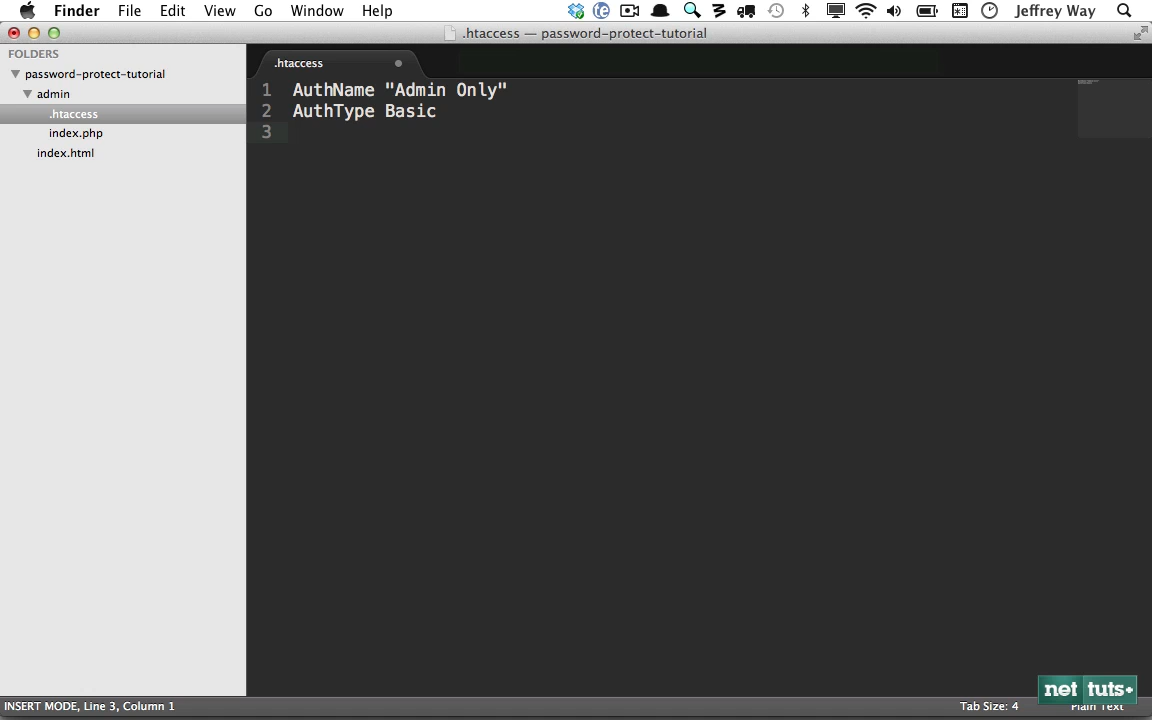 Finder File Edit View Go Window Help Jeffrey Way
.htaccess — password-protect-tutorial
FOLDERS
password-protect-tutorial
admin
.htaccess
index.php
index.html
.htaccess
1 AuthName "Admin Only"
2 AuthType Basic
3
net tuts+
INSERT MODE, Line 3, Column 1 Tab Size: 4 Plain Text